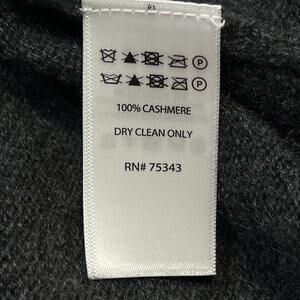 P
P
100% CASHMERE
DRY CLEAN ONLY
RN# 75343